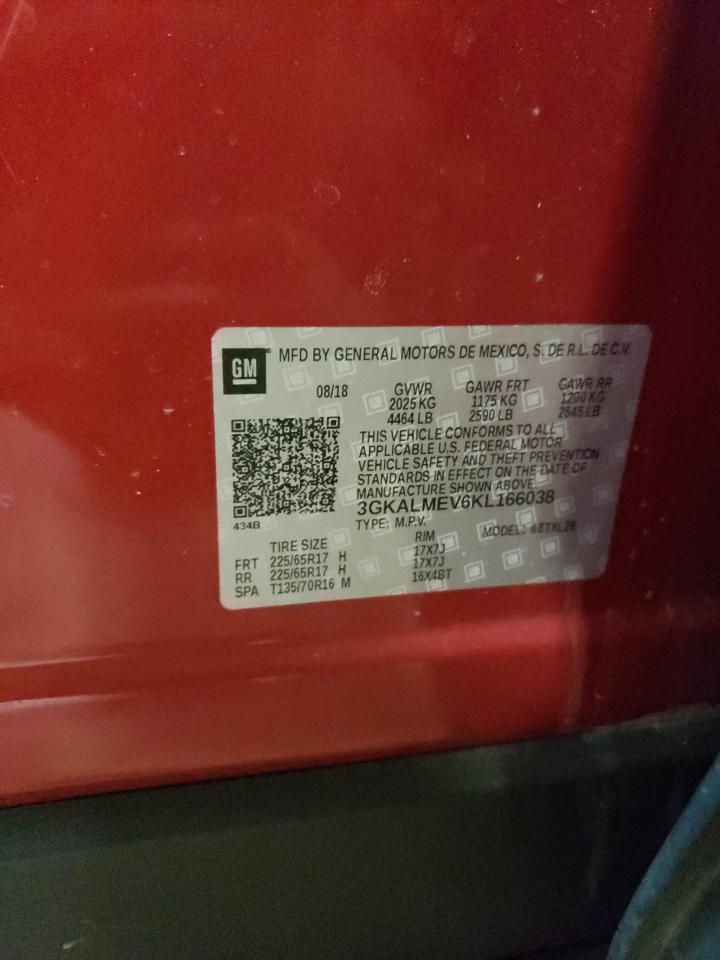 GM
MFD BY GENERAL MOTORS DE MEXICO, S. DE R.L. DE C.V.
08/18 GVWR GAWR FRT GAWR RR
2025 KG 1175 KG 1200 KG
4464 LB 2590 LB 2645 LB
THIS VEHICLE CONFORMS TO ALL
APPLICABLE U.S. FEDERAL MOTOR
VEHICLE SAFETY AND THEFT PREVENTION
STANDARDS IN EFFECT ON THE DATE OF
MANUFACTURE SHOWN ABOVE.
3GKALMEV6KL166038
434B
TYPE: M.P.V. MODEL:
TIRE SIZE RIM
FRT 225/65R17 H 17X7J
RR 225/65R17 H 17X7J
SPA T135/70R16 M 16X4BT